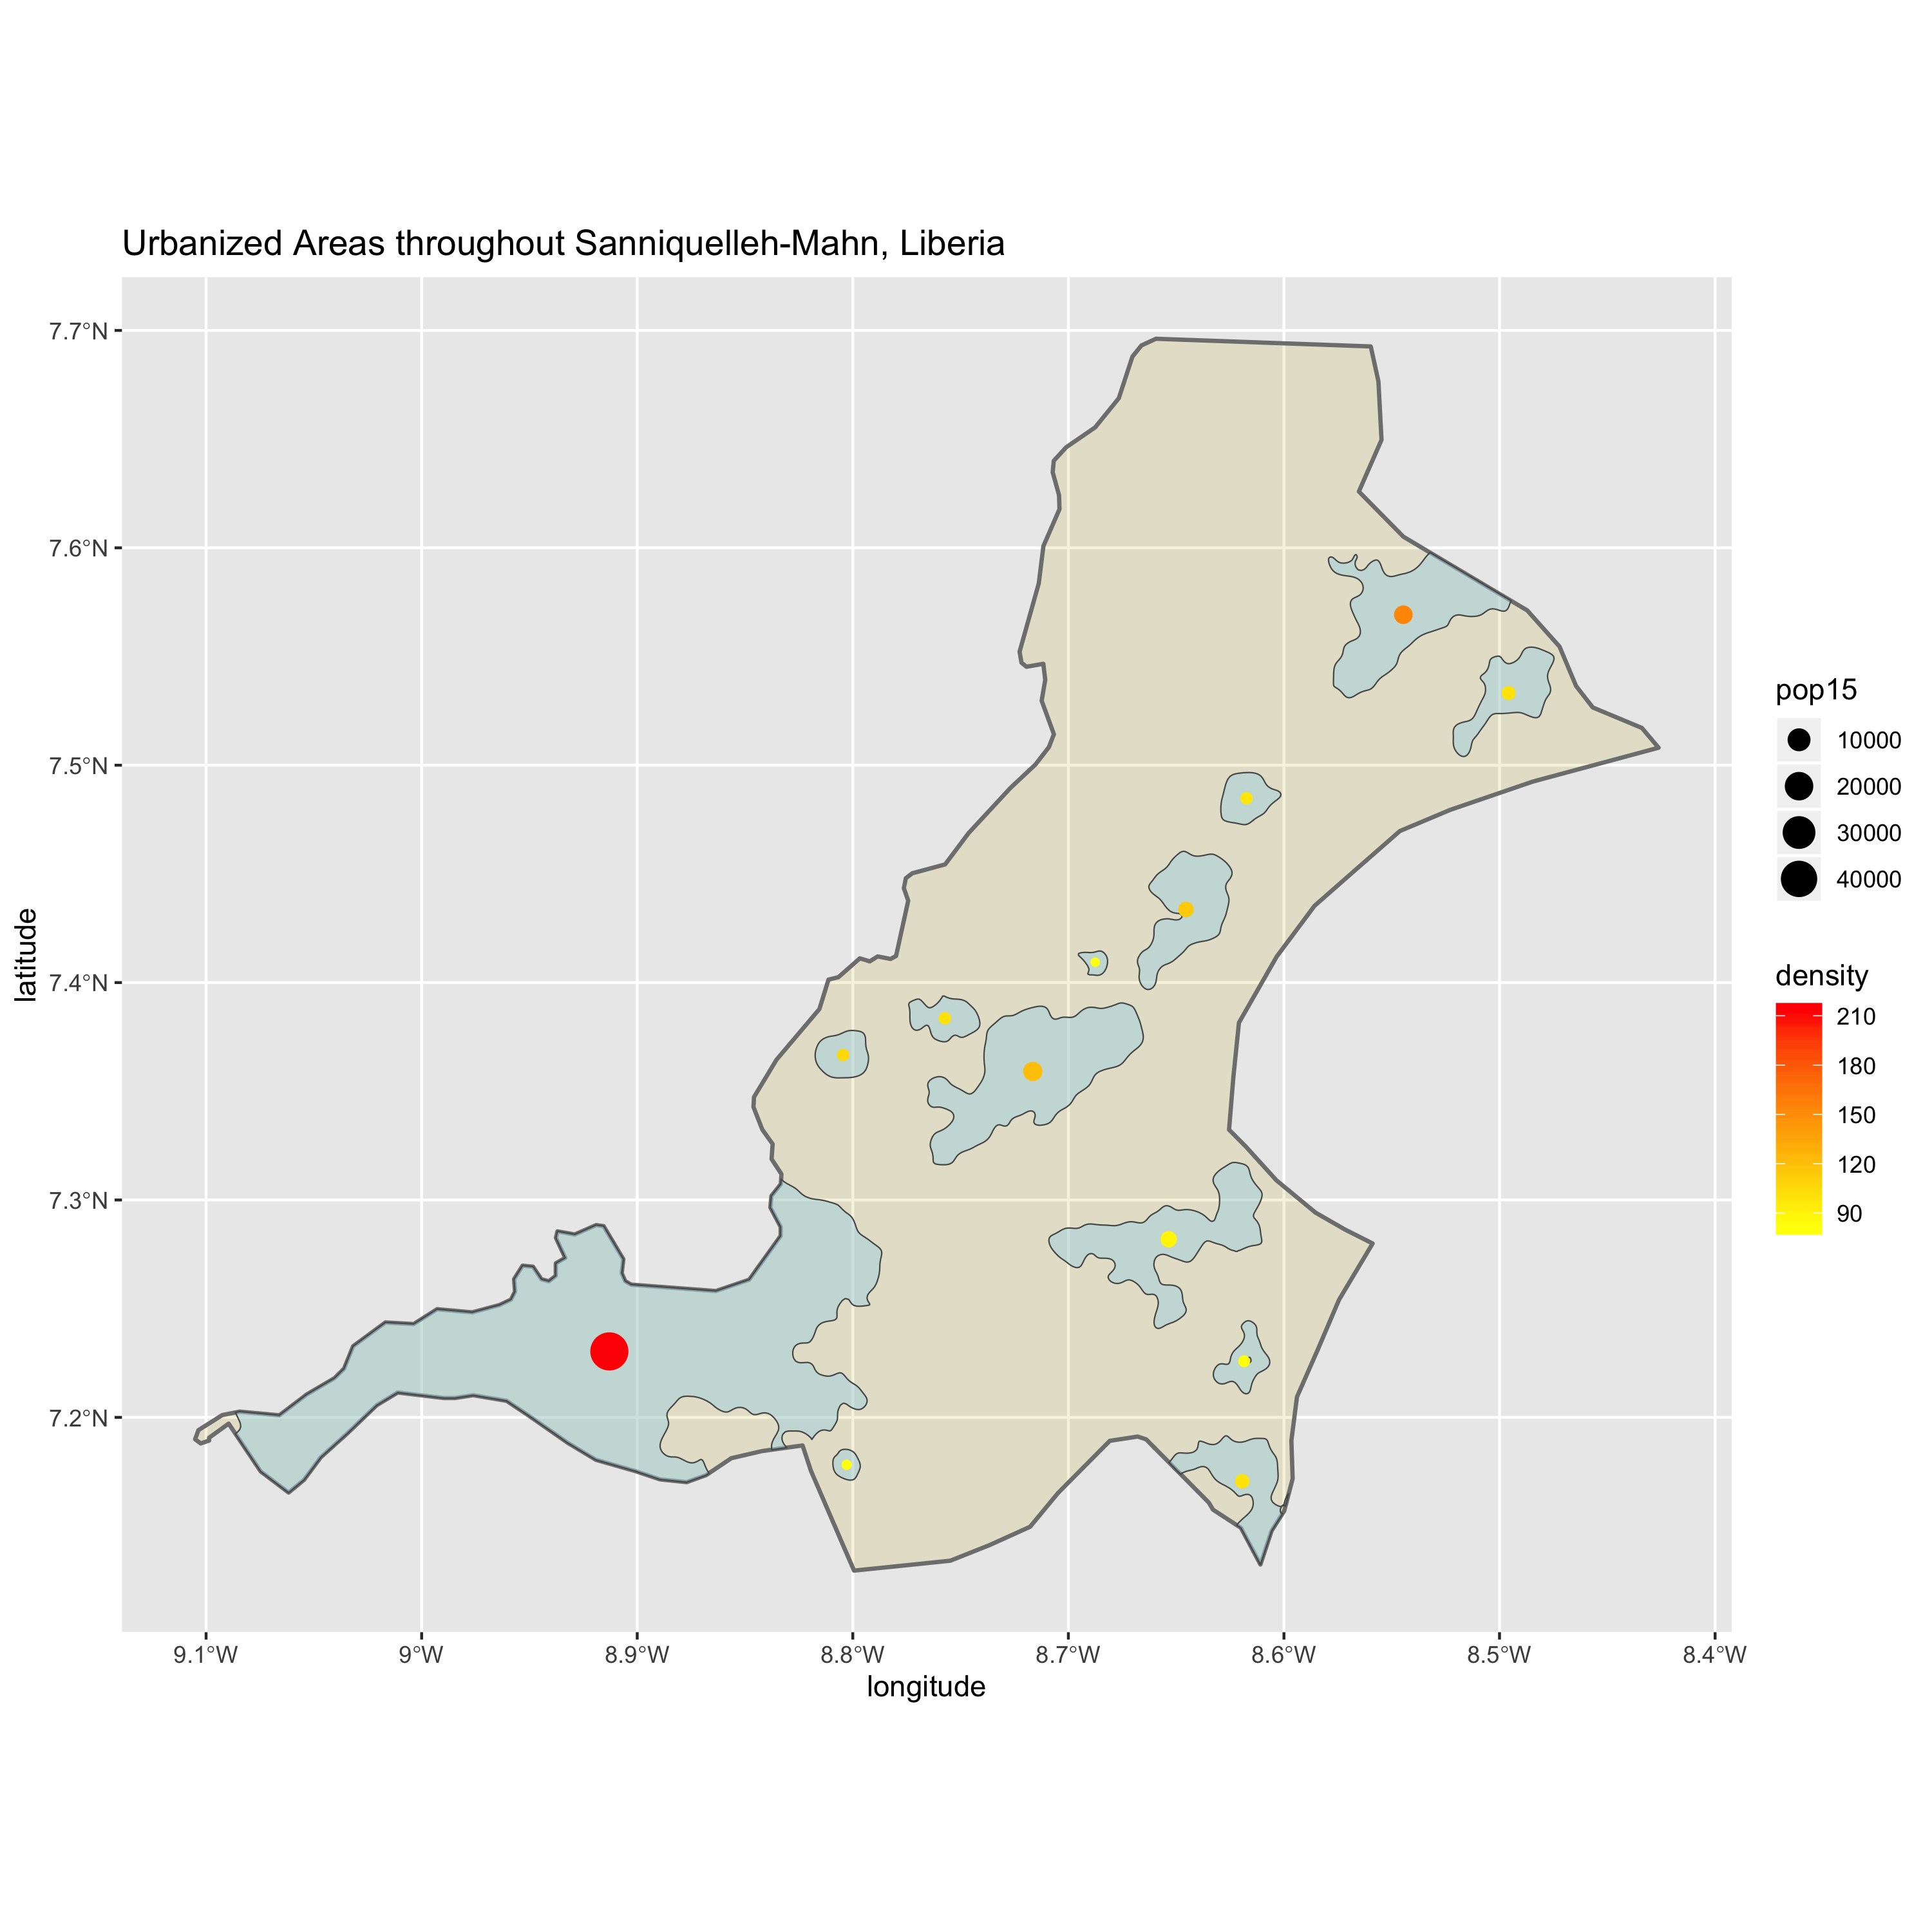 Urbanized Areas throughout Sanniquelleh-Mahn, Liberia
7.7°N
7.6°N
7.5°N
7.4°N
7.3°N
7.2°N
latitude
9.1°W 9°W 8.9°W 8.8°W 8.7°W 8.6°W 8.5°W 8.4°W
longitude
pop15
10000
20000
30000
40000
density
210
180
150
120
90